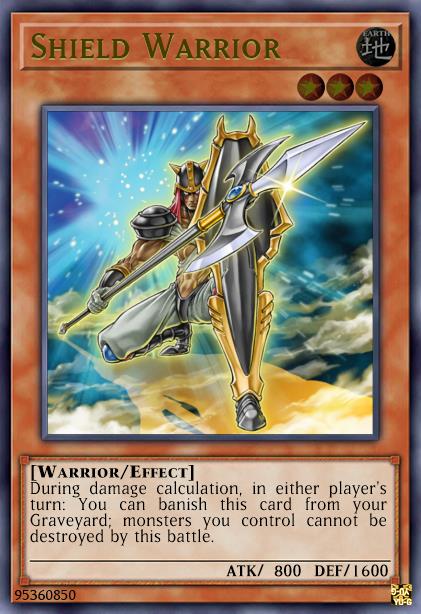 Shield Warrior
EARTH
地
[Warrior/Effect]
During damage calculation, in either player's
turn: You can banish this card from your
Graveyard; monsters you control cannot be
destroyed by this battle.
ATK/ 800 DEF/1600
95360850